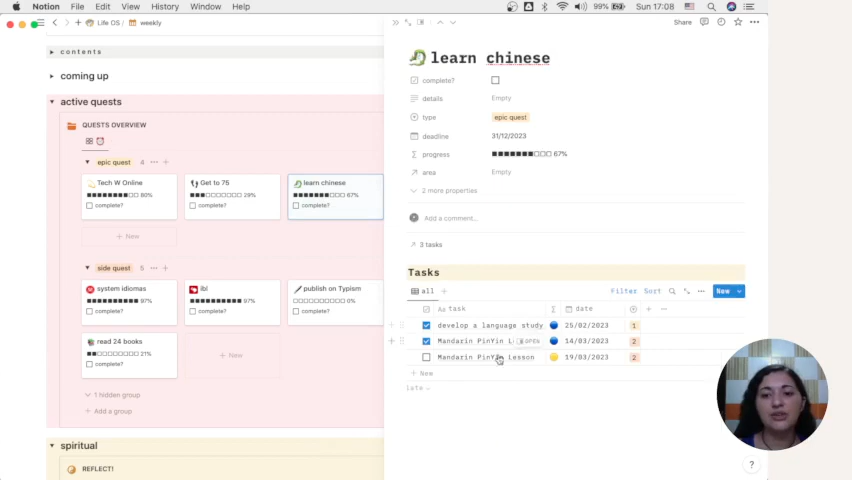 Notion File Edit View History Window Help 99% Sun 17:08
Life OS / weekly
Share
contents
coming up
active quests
QUESTS OVERVIEW
epic quest 4
Tech W Online
80%
complete?
Get to 75
29%
complete?
learn chinese
67%
complete?
+ New
side quest 5
system idiomas
97%
complete?
ibl
97%
complete?
publish on Typism
0%
complete?
read 24 books
21%
complete?
+ New
1 hidden group
+ Add a group
spiritual
REFLECT!
learn chinese
complete?
details Empty
type epic quest
deadline 31/12/2023
progress 67%
area Empty
2 more properties
Add a comment...
3 tasks
Tasks
all
Filter Sort New
Aa task date
develop a language study 25/02/2023 1
Mandarin PinYin L OPEN 14/03/2023 2
Mandarin PinYin Lesson 19/03/2023 2
+ New
LATE
?